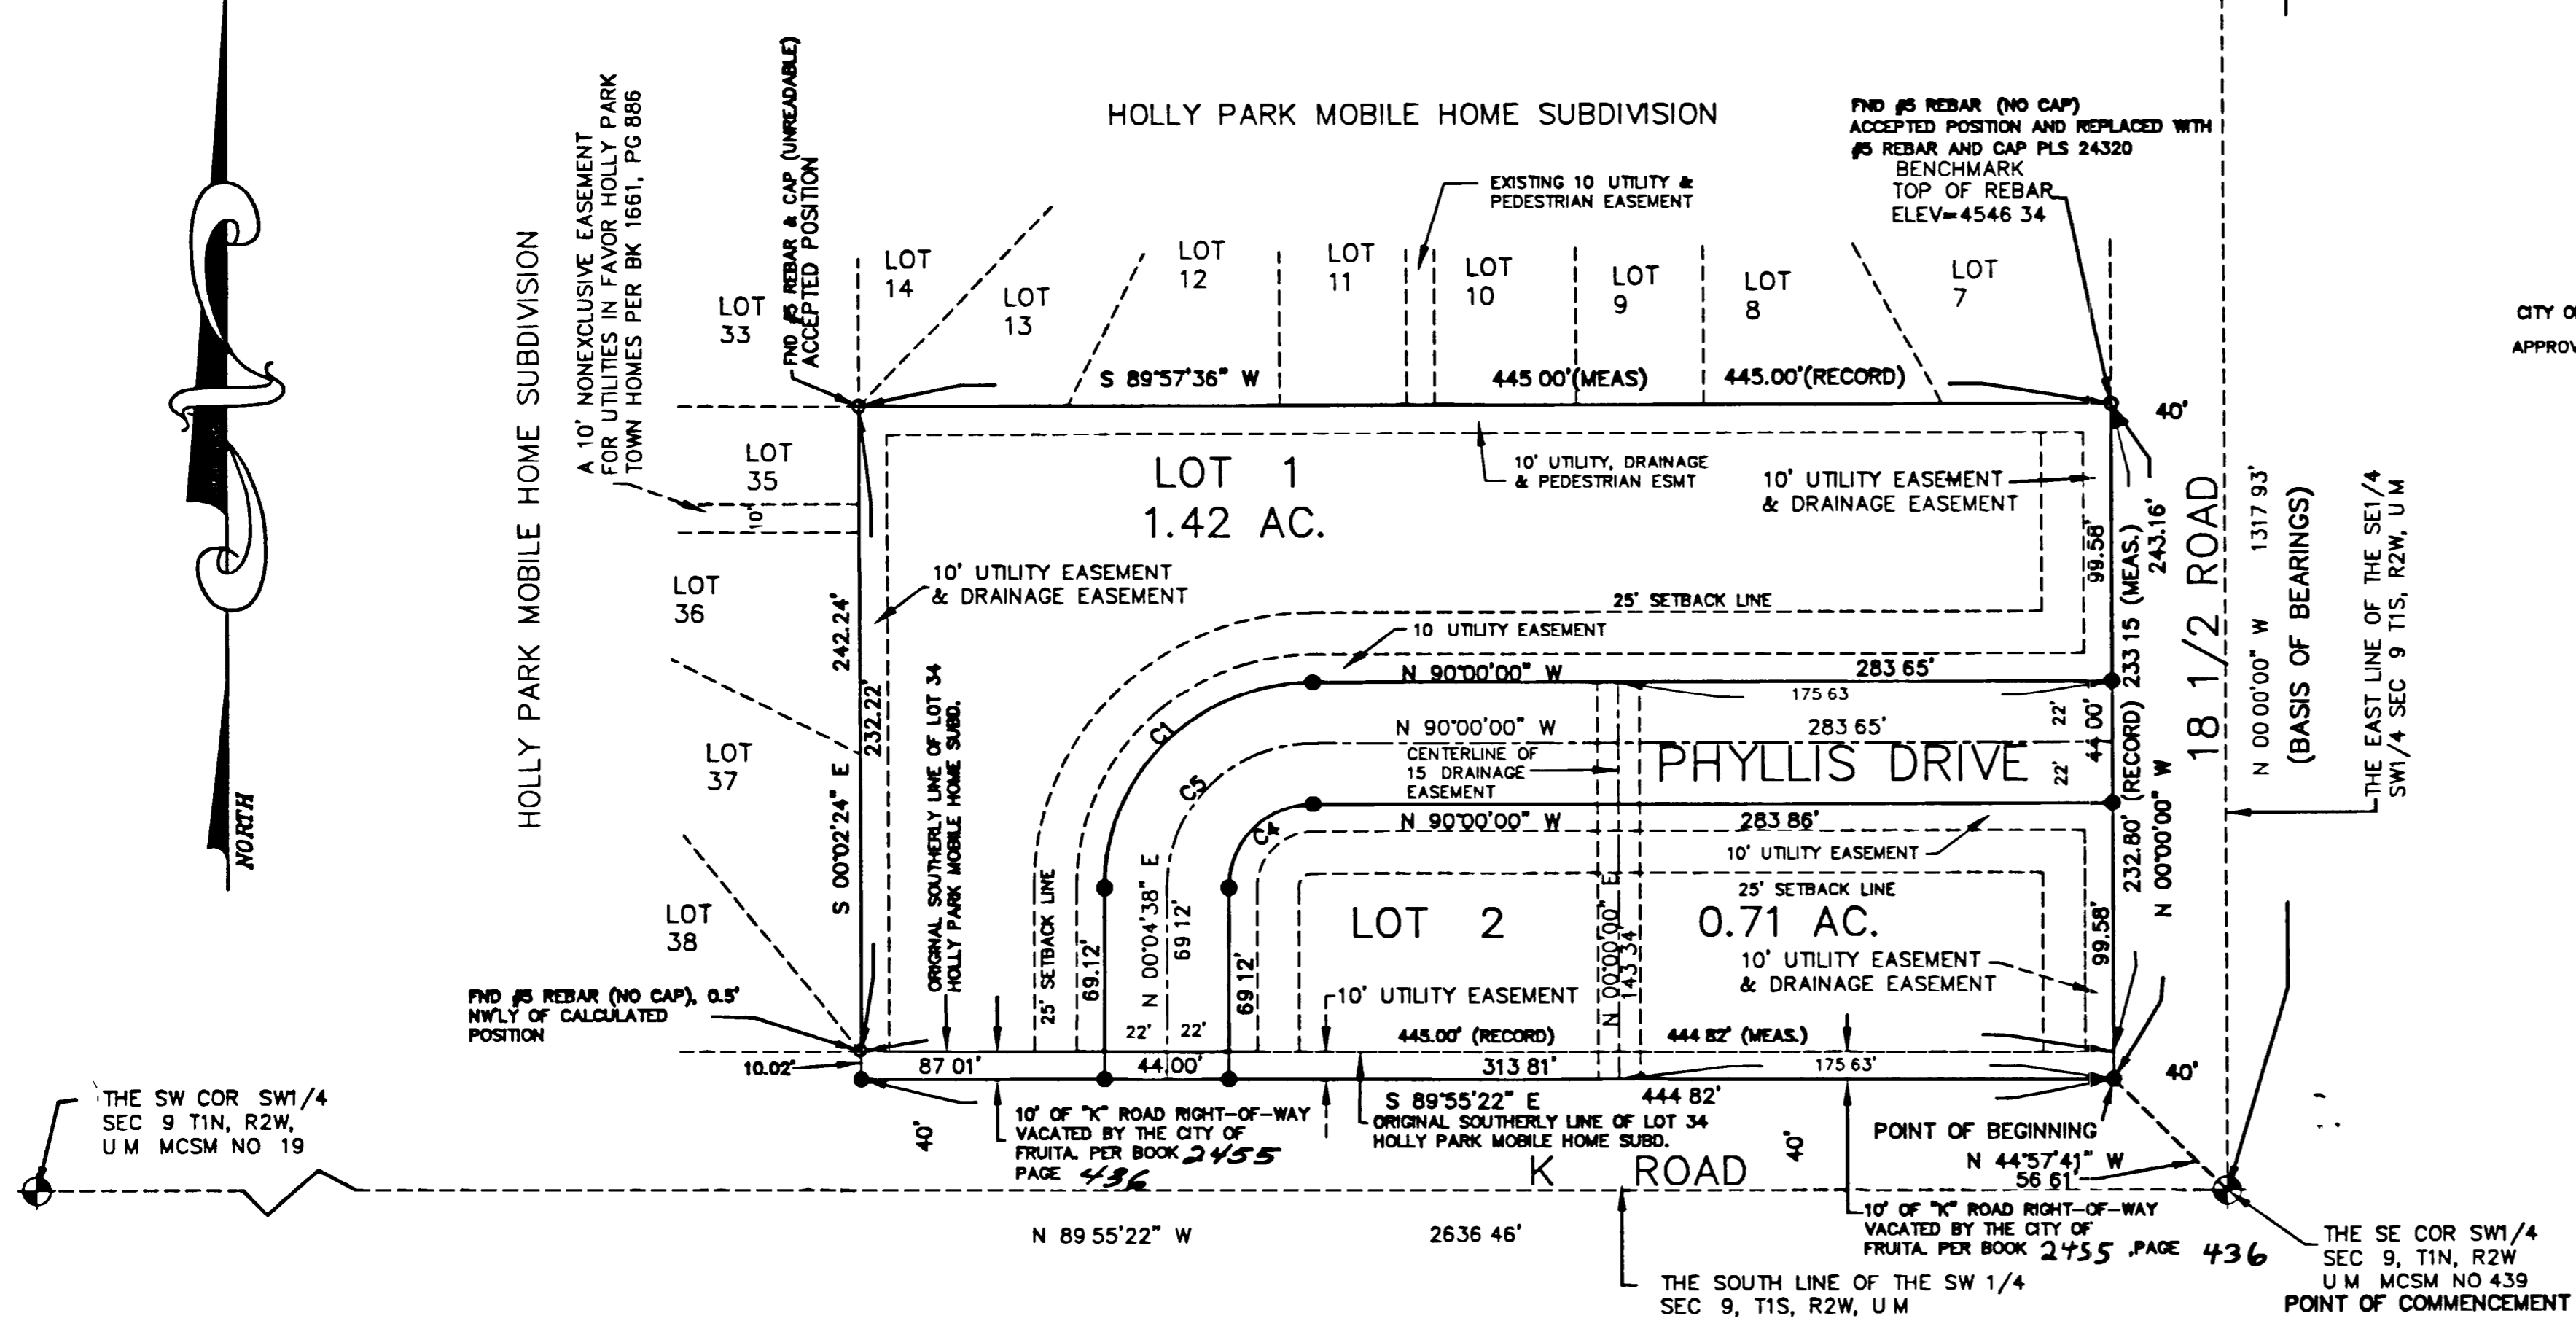 HOLLY PARK MOBILE HOME SUBDIVISION
FND #5 REBAR (NO CAP)
ACCEPTED POSITION AND REPLACED WITH
#5 REBAR AND CAP PLS 24320
BENCHMARK
TOP OF REBAR
ELEV=4546 34
EXISTING 10 UTILITY &
PEDESTRIAN EASEMENT
FND #5 REBAR & CAP (UNREADABLE)
ACCEPTED POSITION
A 10' NONEXCLUSIVE EASEMENT
FOR UTILITIES IN FAVOR HOLLY PARK
TOWN HOMES PER BK 1661, PG 886
HOLLY PARK MOBILE HOME SUBDIVISION
NORTH
LOT
33
LOT
14
LOT
13
LOT
12
LOT
11
LOT
10
LOT
9
LOT
8
LOT
7
S 89°57'36" W
445 00'(MEAS)
445.00'(RECORD)
40'
CITY O
APPROV
LOT
35
10'
LOT
36
LOT
37
LOT
38
LOT 1
1.42 AC.
10' UTILITY, DRAINAGE
& PEDESTRIAN ESMT
10' UTILITY EASEMENT
& DRAINAGE EASEMENT
10' UTILITY EASEMENT
& DRAINAGE EASEMENT
25' SETBACK LINE
10 UTILITY EASEMENT
N 90°00'00" W
283 65'
175 63
N 90°00'00" W
283 65'
CENTERLINE OF
15 DRAINAGE
EASEMENT
PHYLLIS DRIVE
N 90°00'00" W
283 86'
10' UTILITY EASEMENT
25' SETBACK LINE
LOT 2
0.71 AC.
10' UTILITY EASEMENT
& DRAINAGE EASEMENT
10' UTILITY EASEMENT
C1
C5
C4
S 00°02'24" E
242.24'
232.22'
ORIGINAL SOUTHERLY LINE OF LOT 34
HOLLY PARK MOBILE HOME SUBD.
25' SETBACK LINE
69.12'
N 00°04'38" E
69 12'
69.12'
22'
22'
N 00°00'00" E
143 34
99.58'
22'
44 00'
22'
99.58'
232.80' (RECORD) 233 15 (MEAS.)
243.16'
N 00°00'00" W
18 1/2 ROAD
N 00 00'00" W 1317 93'
(BASIS OF BEARINGS)
THE EAST LINE OF THE SE1/4
SW1/4 SEC 9 T1S, R2W, U M
FND #5 REBAR (NO CAP), 0.5'
NW'LY OF CALCULATED
POSITION
445.00' (RECORD)
444 82' (MEAS.)
10.02'
87 01'
44.00'
313 81'
175 63'
S 89°55'22" E
444 82'
40'
THE SW COR SW1/4
SEC 9 T1N, R2W,
U M MCSM NO 19
10' OF "K" ROAD RIGHT-OF-WAY
VACATED BY THE CITY OF
FRUITA. PER BOOK 2455
PAGE 436
40'
ORIGINAL SOUTHERLY LINE OF LOT 34
HOLLY PARK MOBILE HOME SUBD.
40'
POINT OF BEGINNING
N 44°57'41" W
56 61'
K ROAD
N 89 55'22" W
2636 46'
10' OF "K" ROAD RIGHT-OF-WAY
VACATED BY THE CITY OF
FRUITA. PER BOOK 2455 ,PAGE 436
THE SOUTH LINE OF THE SW 1/4
SEC 9, T1S, R2W, U M
THE SE COR SW1/4
SEC 9, T1N, R2W
U M MCSM NO 439
POINT OF COMMENCEMENT